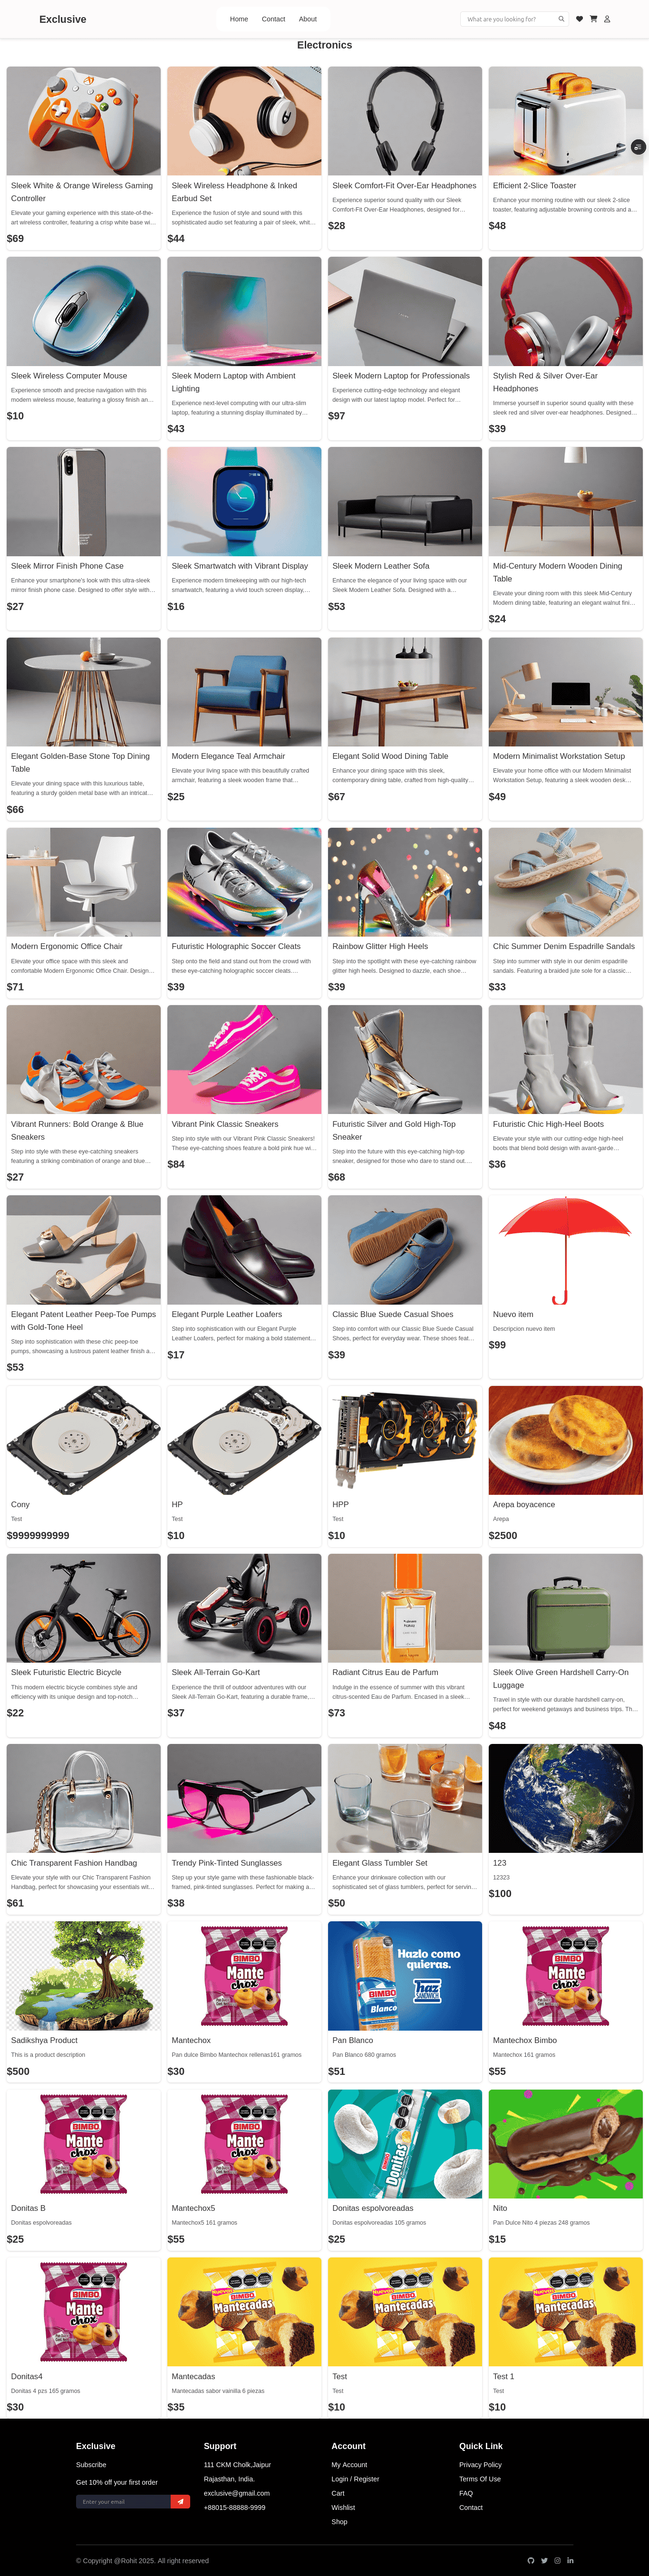 Exclusive
Home Contact About
What are you looking for?
Electronics
Sleek White & Orange Wireless Gaming
Controller
Elevate your gaming experience with this state-of-the-
art wireless controller, featuring a crisp white base wi…
$69
Sleek Wireless Headphone & Inked
Earbud Set
Experience the fusion of style and sound with this
sophisticated audio set featuring a pair of sleek, whit…
$44
Sleek Comfort-Fit Over-Ear Headphones
Experience superior sound quality with our Sleek
Comfort-Fit Over-Ear Headphones, designed for…
$28
Efficient 2-Slice Toaster
Enhance your morning routine with our sleek 2-slice
toaster, featuring adjustable browning controls and a…
$48
Sleek Wireless Computer Mouse
Experience smooth and precise navigation with this
modern wireless mouse, featuring a glossy finish an…
$10
Sleek Modern Laptop with Ambient
Lighting
Experience next-level computing with our ultra-slim
laptop, featuring a stunning display illuminated by…
$43
Sleek Modern Laptop for Professionals
Experience cutting-edge technology and elegant
design with our latest laptop model. Perfect for…
$97
Stylish Red & Silver Over-Ear
Headphones
Immerse yourself in superior sound quality with these
sleek red and silver over-ear headphones. Designed…
$39
Sleek Mirror Finish Phone Case
Enhance your smartphone's look with this ultra-sleek
mirror finish phone case. Designed to offer style with…
$27
Sleek Smartwatch with Vibrant Display
Experience modern timekeeping with our high-tech
smartwatch, featuring a vivid touch screen display,…
$16
Sleek Modern Leather Sofa
Enhance the elegance of your living space with our
Sleek Modern Leather Sofa. Designed with a…
$53
Mid-Century Modern Wooden Dining
Table
Elevate your dining room with this sleek Mid-Century
Modern dining table, featuring an elegant walnut fini…
$24
Elegant Golden-Base Stone Top Dining
Table
Elevate your dining space with this luxurious table,
featuring a sturdy golden metal base with an intricat…
$66
Modern Elegance Teal Armchair
Elevate your living space with this beautifully crafted
armchair, featuring a sleek wooden frame that…
$25
Elegant Solid Wood Dining Table
Enhance your dining space with this sleek,
contemporary dining table, crafted from high-quality…
$67
Modern Minimalist Workstation Setup
Elevate your home office with our Modern Minimalist
Workstation Setup, featuring a sleek wooden desk…
$49
Modern Ergonomic Office Chair
Elevate your office space with this sleek and
comfortable Modern Ergonomic Office Chair. Design…
$71
Futuristic Holographic Soccer Cleats
Step onto the field and stand out from the crowd with
these eye-catching holographic soccer cleats.…
$39
Rainbow Glitter High Heels
Step into the spotlight with these eye-catching rainbow
glitter high heels. Designed to dazzle, each shoe…
$39
Chic Summer Denim Espadrille Sandals
Step into summer with style in our denim espadrille
sandals. Featuring a braided jute sole for a classic…
$33
Vibrant Runners: Bold Orange & Blue
Sneakers
Step into style with these eye-catching sneakers
featuring a striking combination of orange and blue…
$27
Vibrant Pink Classic Sneakers
Step into style with our Vibrant Pink Classic Sneakers!
These eye-catching shoes feature a bold pink hue wi…
$84
Futuristic Silver and Gold High-Top
Sneaker
Step into the future with this eye-catching high-top
sneaker, designed for those who dare to stand out.…
$68
Futuristic Chic High-Heel Boots
Elevate your style with our cutting-edge high-heel
boots that blend bold design with avant-garde…
$36
Elegant Patent Leather Peep-Toe Pumps
with Gold-Tone Heel
Step into sophistication with these chic peep-toe
pumps, showcasing a lustrous patent leather finish a…
$53
Elegant Purple Leather Loafers
Step into sophistication with our Elegant Purple
Leather Loafers, perfect for making a bold statement…
$17
Classic Blue Suede Casual Shoes
Step into comfort with our Classic Blue Suede Casual
Shoes, perfect for everyday wear. These shoes feat…
$39
Nuevo item
Descripcion nuevo item
$99
Cony
Test
$9999999999
HP
Test
$10
HPP
Test
$10
Arepa boyacence
Arepa
$2500
Sleek Futuristic Electric Bicycle
This modern electric bicycle combines style and
efficiency with its unique design and top-notch…
$22
Sleek All-Terrain Go-Kart
Experience the thrill of outdoor adventures with our
Sleek All-Terrain Go-Kart, featuring a durable frame,…
$37
Radiant Citrus Eau de Parfum
Indulge in the essence of summer with this vibrant
citrus-scented Eau de Parfum. Encased in a sleek…
$73
Sleek Olive Green Hardshell Carry-On
Luggage
Travel in style with our durable hardshell carry-on,
perfect for weekend getaways and business trips. Th…
$48
Chic Transparent Fashion Handbag
Elevate your style with our Chic Transparent Fashion
Handbag, perfect for showcasing your essentials wit…
$61
Trendy Pink-Tinted Sunglasses
Step up your style game with these fashionable black-
framed, pink-tinted sunglasses. Perfect for making a…
$38
Elegant Glass Tumbler Set
Enhance your drinkware collection with our
sophisticated set of glass tumblers, perfect for servin…
$50
123
12323
$100
Sadikshya Product
This is a product description
$500
BIMBO
Mante
chox
Mantechox
Pan dulce Bimbo Mantechox rellenas161 gramos
$30
Hazlo como
quieras.
BIMBO
Blanco
haz
SANDWICH
Pan Blanco
Pan Blanco 680 gramos
$51
BIMBO
Mante
chox
Mantechox Bimbo
Mantechox 161 gramos
$55
BIMBO
Mante
chox
Donitas B
Donitas espolvoreadas
$25
BIMBO
Mante
chox
Mantechox5
Mantechox5 161 gramos
$55
Donitas
Donitas espolvoreadas
Donitas espolvoreadas 105 gramos
$25
Nito
Pan Dulce Nito 4 piezas 248 gramos
$15
BIMBO
Mante
chox
Donitas4
Donitas 4 pzs 165 gramos
$30
BIMBO
Mantecadas
Mantecadas
Mantecadas sabor vainilla 6 piezas
$35
BIMBO
Mantecadas
Test
Test
$10
BIMBO
Mantecadas
Test 1
Test
$10
Exclusive
Subscribe
Get 10% off your first order
Enter your email
Support
111 CKM Cholk,Jaipur
Rajasthan, India.
exclusive@gmail.com
+88015-88888-9999
Account
My Account
Login / Register
Cart
Wishlist
Shop
Quick Link
Privacy Policy
Terms Of Use
FAQ
Contact
© Copyright @Rohit 2025. All right reserved